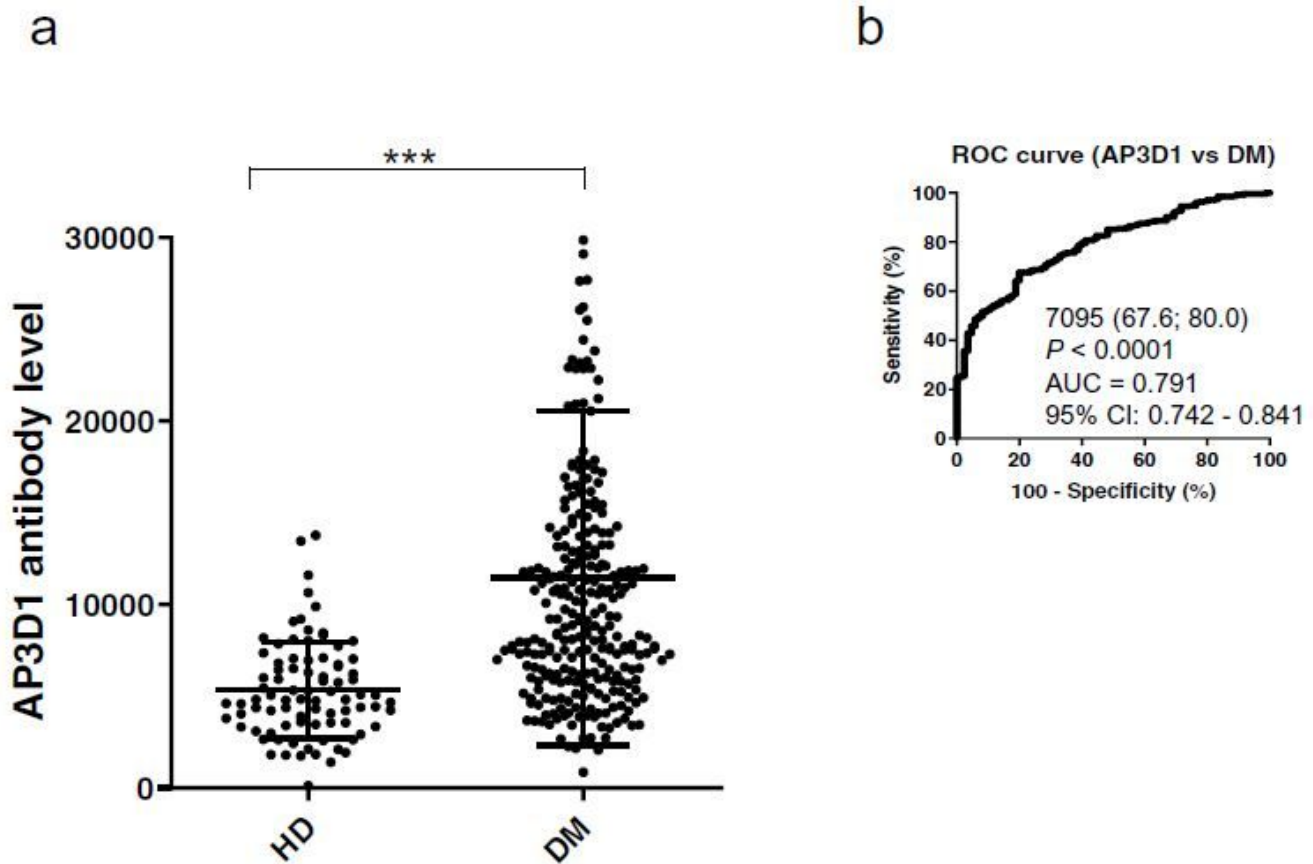 a
***
AP3D1 antibody level
30000
20000
10000
0
HD
DM
b
ROC curve (AP3D1 vs DM)
Sensitivity (%)
100
80
60
40
20
0
7095 (67.6; 80.0)
P < 0.0001
AUC = 0.791
95% CI: 0.742 - 0.841
0 20 40 60 80 100
100 - Specificity (%)